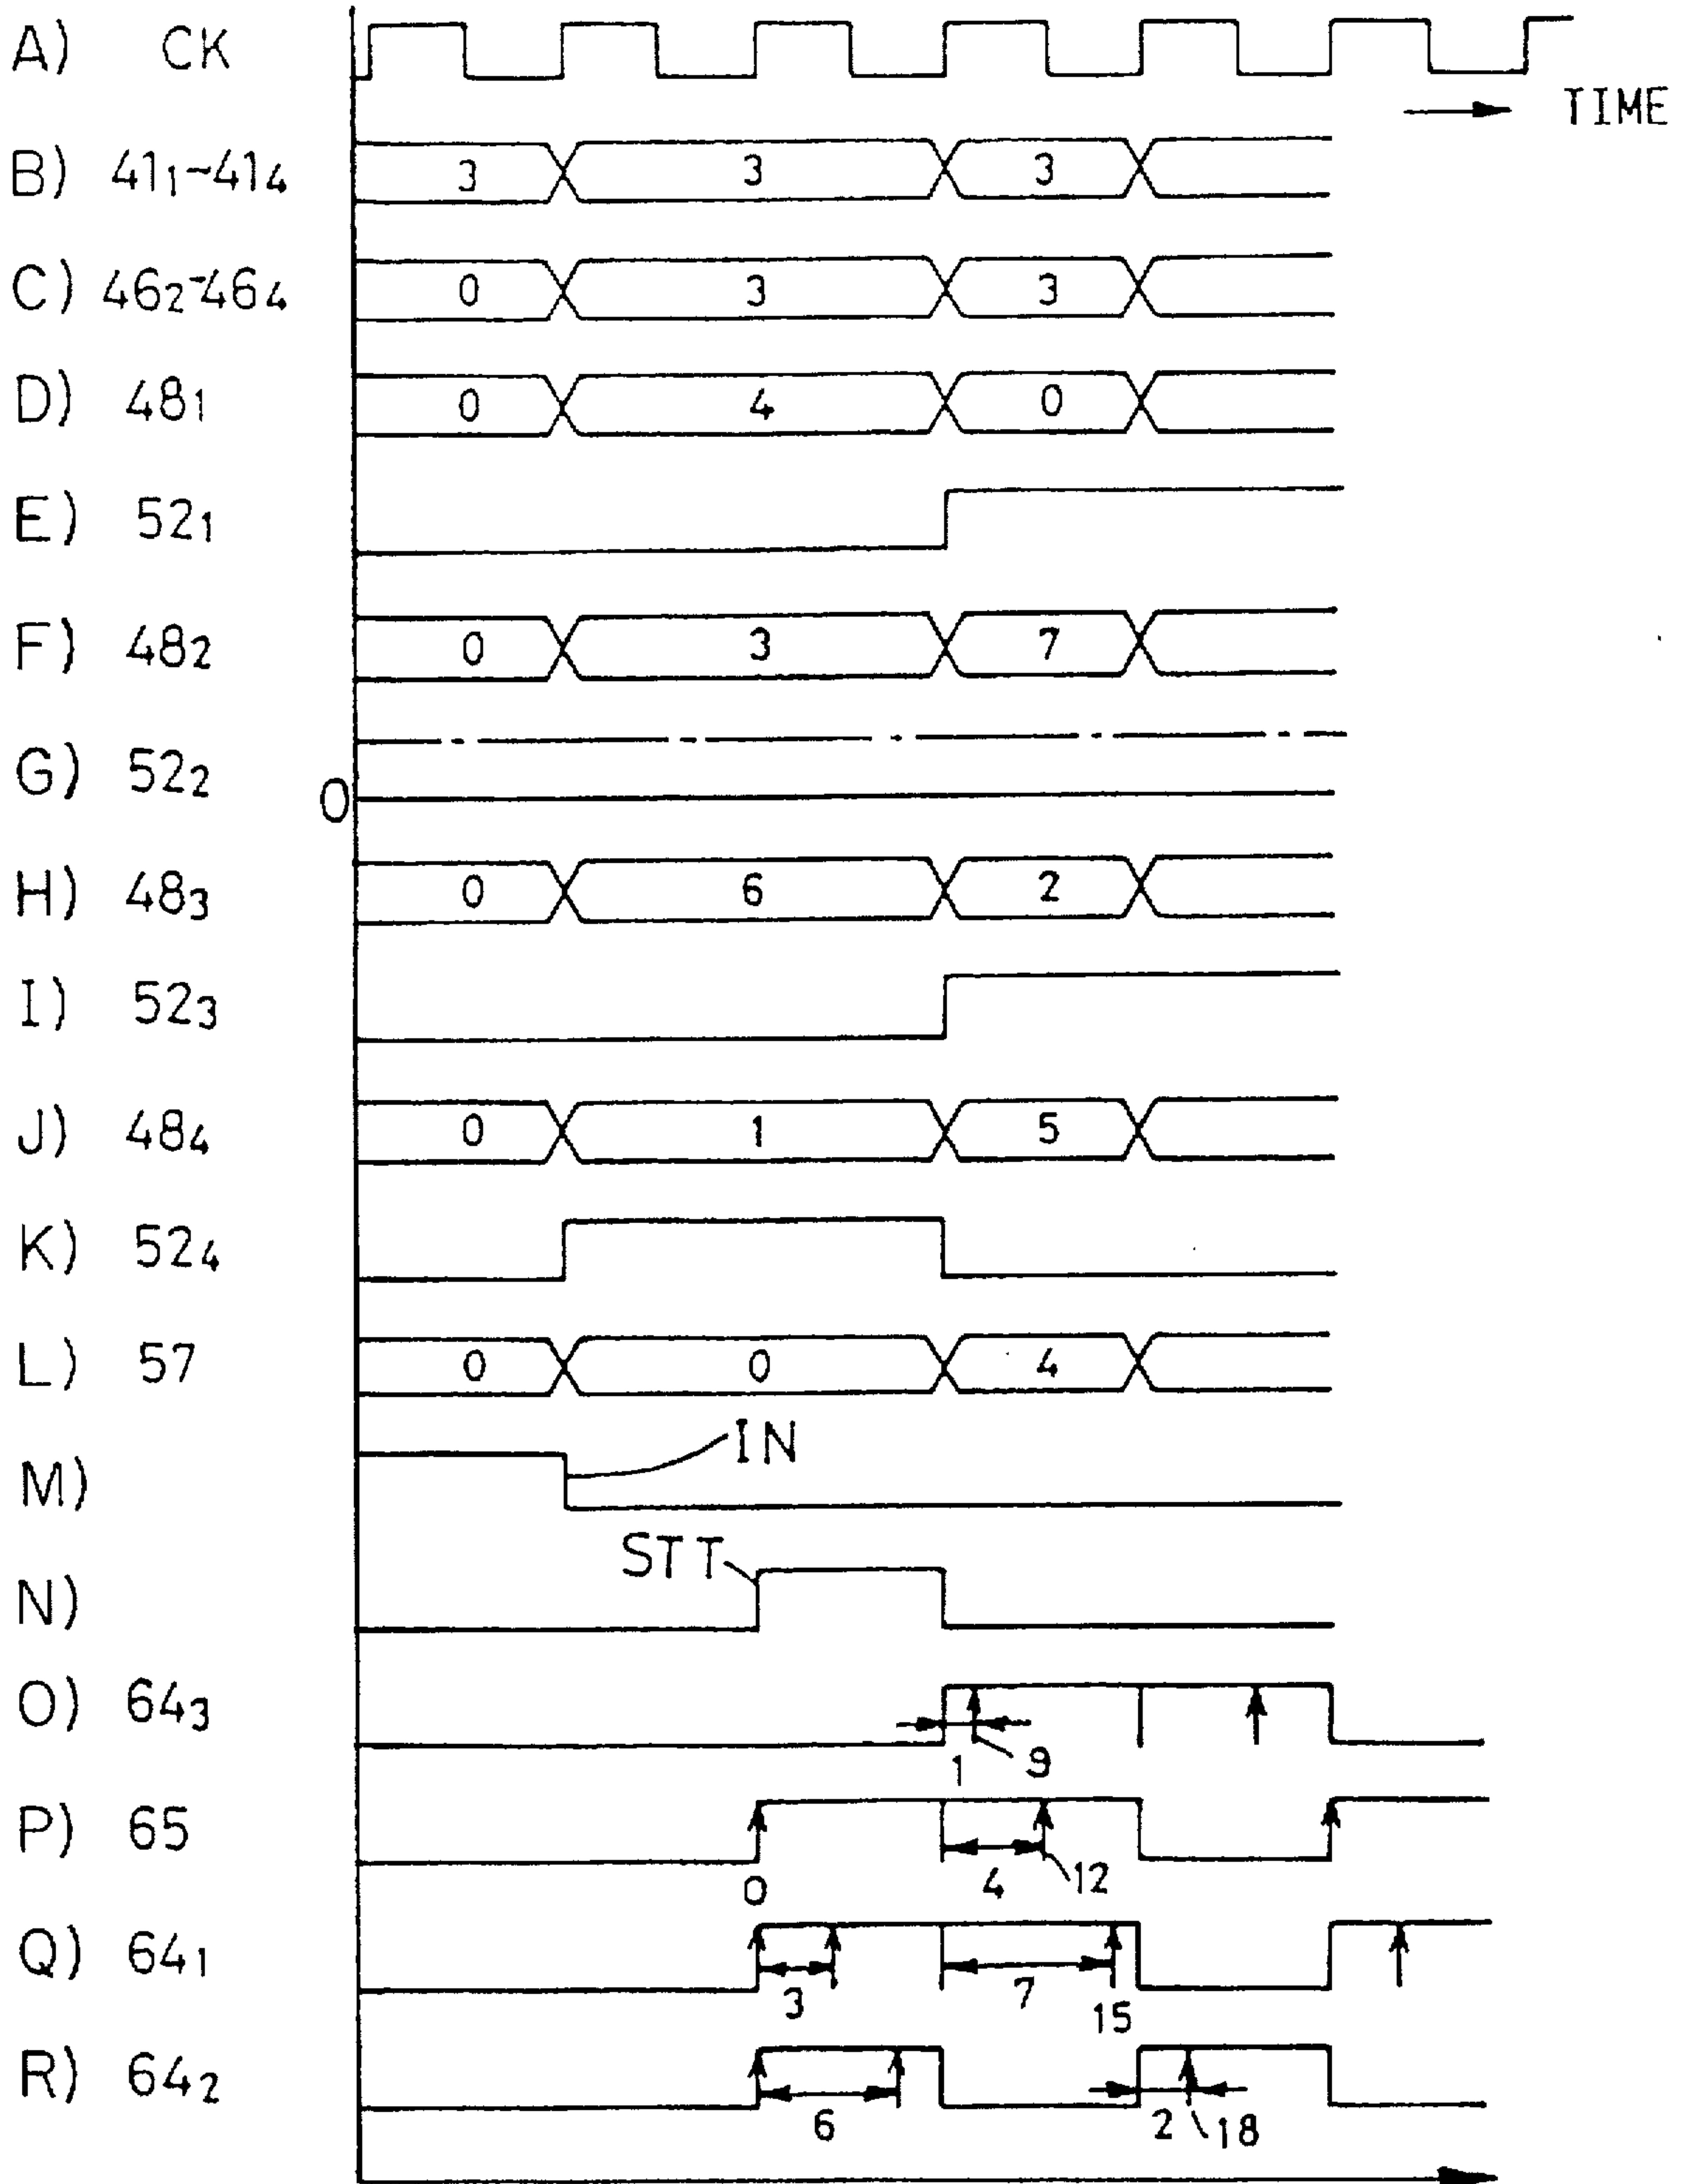 A) CK
TIME
B) 41₁~41₄ 3 3 3
C) 46₂~46₄ 0 3 3
D) 48₁ 0 4 0
E) 52₁
F) 48₂ 0 3 7
G) 52₂
0
H) 48₃ 0 6 2
I) 52₃
J) 48₄ 0 1 5
K) 52₄
L) 57 0 0 4
M) IN
N) STT
O) 64₃
1 9
P) 65
0 4 12
Q) 64₁
3 7 15
R) 64₂
6 2 18